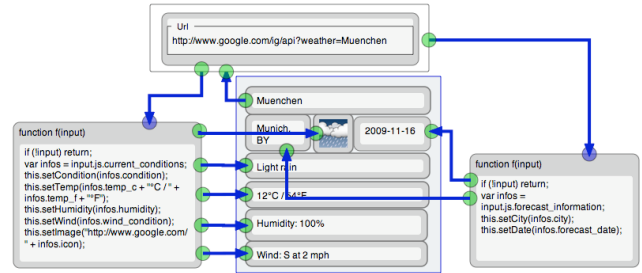 Url
http://www.google.com/ig/api?weather=Muenchen
Muenchen
Munich,
BY
2009-11-16
Light rain
12°C / 54°F
Humidity: 100%
Wind: S at 2 mph
function f(input)
if (!input) return;
var infos = input.js.current_conditions;
this.setCondition(infos.condition);
this.setTemp(infos.temp_c + "°C / " +
infos.temp_f + "°F");
this.setHumidity(infos.humidity);
this.setWind(infos.wind_condition);
this.setImage("http://www.google.com/
" + infos.icon);
function f(input)
if (!input) return;
var infos =
input.js.forecast_information;
this.setCity(infos.city);
this.setDate(infos.forecast_date);